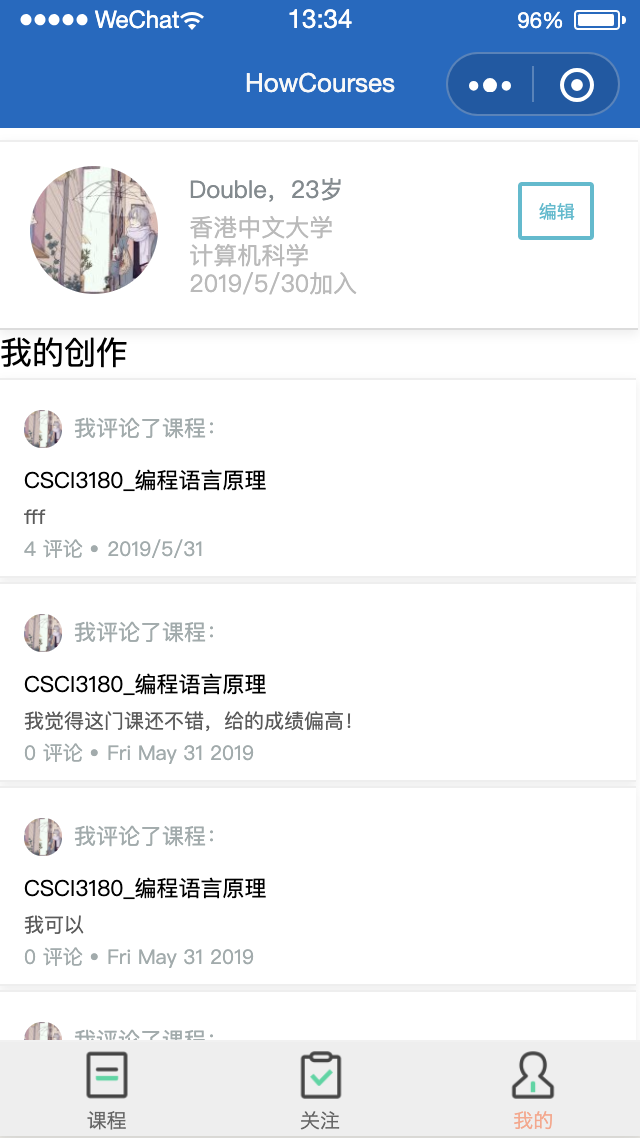 ●●●●● WeChat 13:34 96%
HowCourses
Double，23岁
编辑
香港中文大学
计算机科学
2019/5/30加入
我的创作
我评论了课程：
CSCI3180_编程语言原理
fff
4 评论 • 2019/5/31
我评论了课程：
CSCI3180_编程语言原理
我觉得这门课还不错，给的成绩偏高！
0 评论 • Fri May 31 2019
我评论了课程：
CSCI3180_编程语言原理
我可以
0 评论 • Fri May 31 2019
我评论了课程：
课程 关注 我的